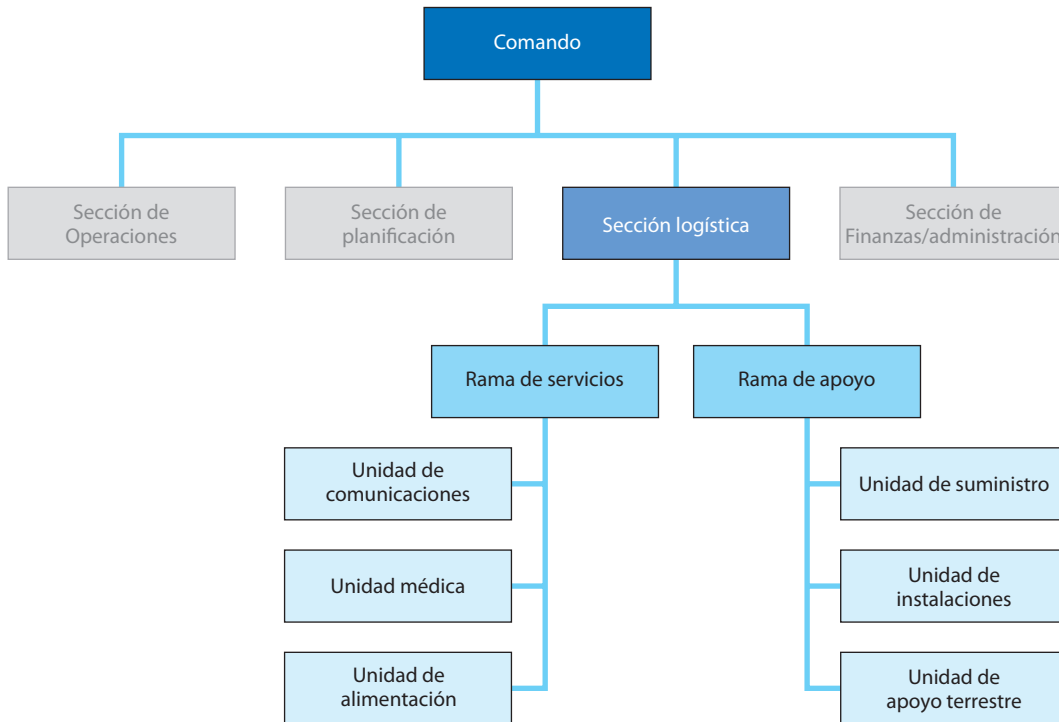 Comando
Sección de
Operaciones
Sección de
planificación
Sección logística
Sección de
Finanzas/administración
Rama de servicios
Rama de apoyo
Unidad de
comunicaciones
Unidad de suministro
Unidad médica
Unidad de
instalaciones
Unidad de
alimentación
Unidad de
apoyo terrestre